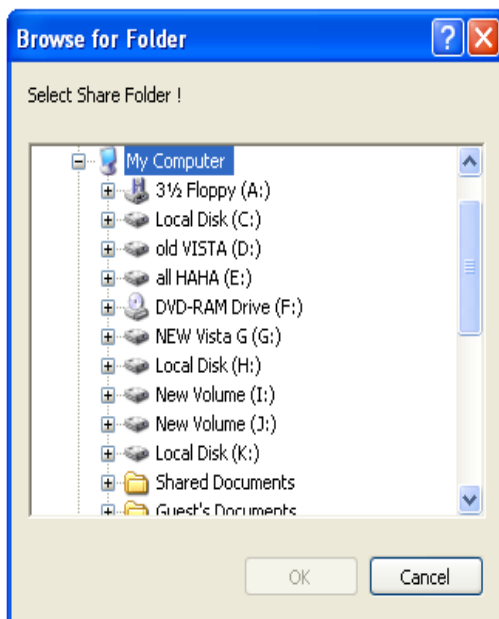 Browse for Folder
Select Share Folder !
My Computer
3½ Floppy (A:)
Local Disk (C:)
old VISTA (D:)
all HAHA (E:)
DVD-RAM Drive (F:)
NEW Vista G (G:)
Local Disk (H:)
New Volume (I:)
New Volume (J:)
Local Disk (K:)
Shared Documents
Guest's Documents
OK
Cancel